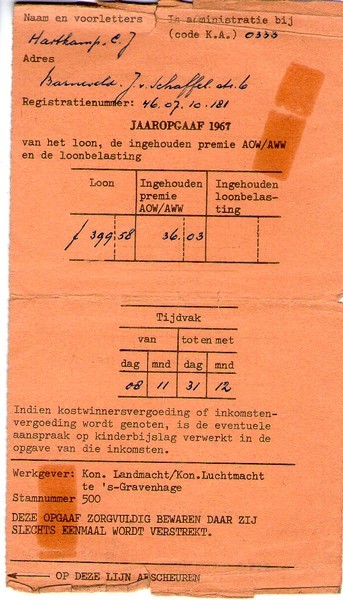 Naam en voorletters In administratie bij
Hartkamp, C. J (code K.A.) 0333
Adres
Barneveld. J. v. Schaffel. str. 6
Registratienummer: 46.07.10.181
JAAROPGAAF 1967
van het loon, de ingehouden premie AOW/AWW
en de loonbelasting
Loon Ingehouden premie AOW/AWW Ingehouden loonbelas-ting
f 399 58 36. 03
Tijdvak
van tot en met
dag mnd dag mnd
08 11 31 12
Indien kostwinnersvergoeding of inkomsten-
vergoeding wordt genoten, is de eventuele
aanspraak op kinderbijslag verwerkt in de
opgave van die inkomsten.
Werkgever: Kon. Landmacht/Kon.Luchtmacht
te 's-Gravenhage
Stamnummer 500
DEZE OPGAAF ZORGVULDIG BEWAREN DAAR ZIJ
SLECHTS EENMAAL WORDT VERSTREKT.
OP DEZE LIJN AFSCHEUREN